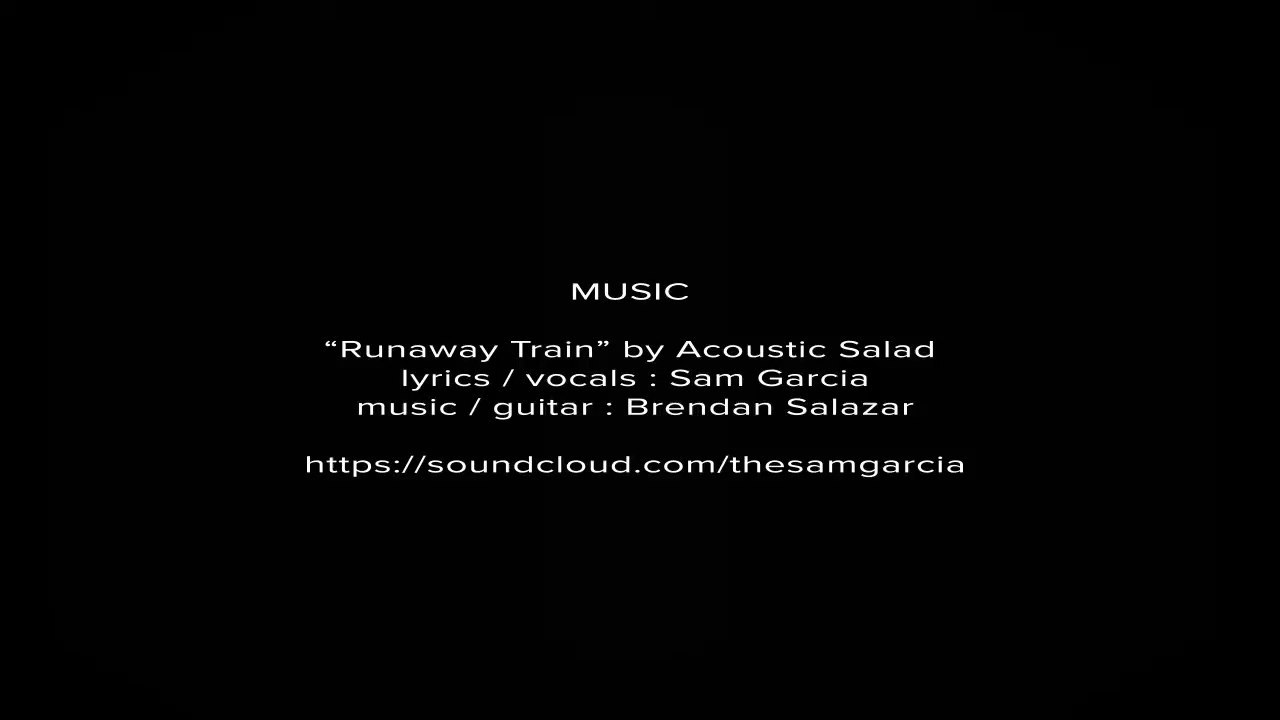 MUSIC
“Runaway Train” by Acoustic Salad
lyrics / vocals : Sam Garcia
music / guitar : Brendan Salazar
https://soundcloud.com/thesamgarcia